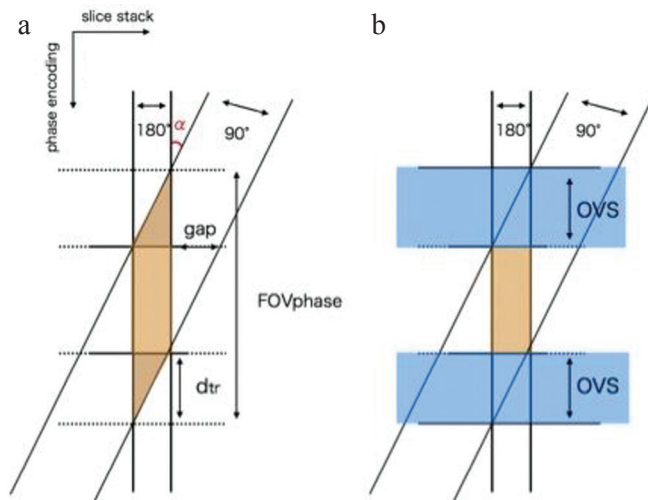 a
slice stack
phase encoding
180°
α
90°
gap
FOVphase
dtr
b
180°
90°
OVS
OVS